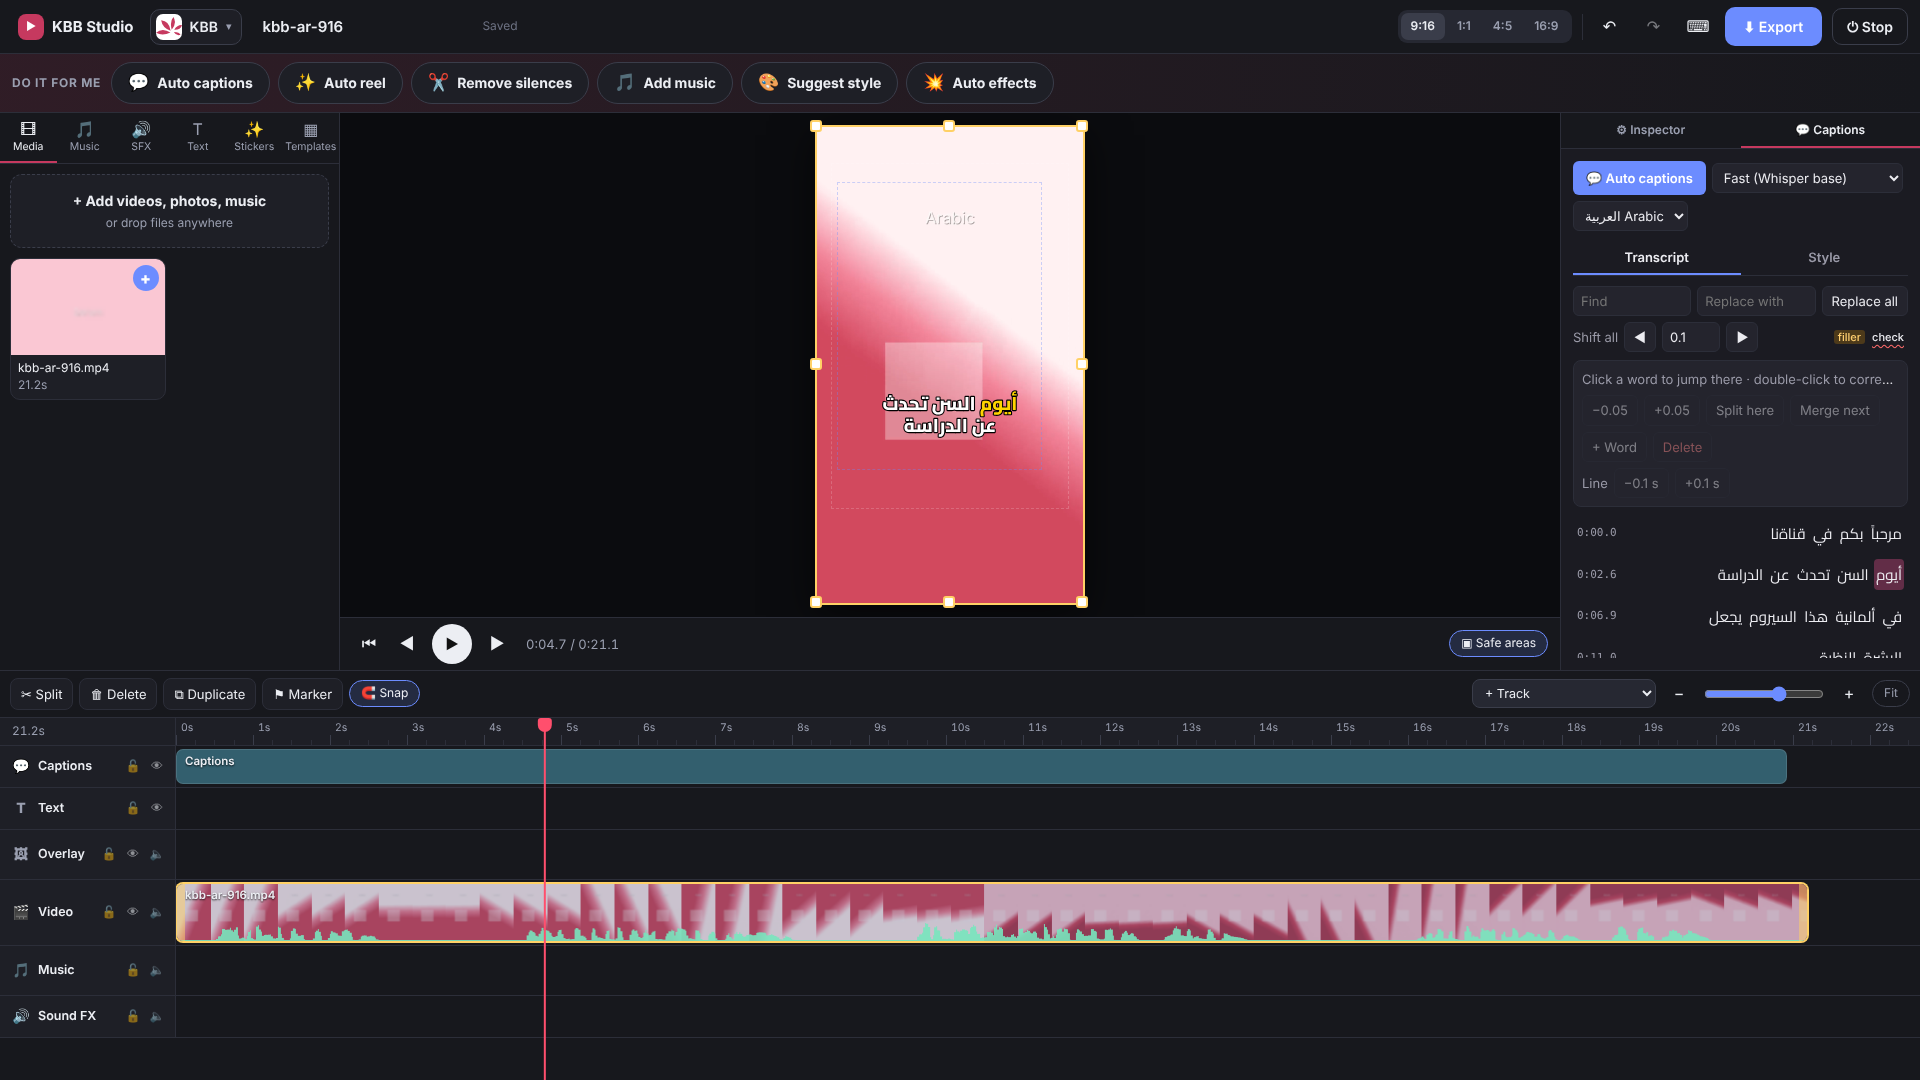 KBB Studio
KBB
kbb-ar-916
Saved
9:16
1:1
4:5
16:9
Export
Stop
DO IT FOR ME
Auto captions
Auto reel
Remove silences
Add music
Suggest style
Auto effects
Media
Music
SFX
Text
Stickers
Templates
+ Add videos, photos, music
or drop files anywhere
kbb-ar-916.mp4
21.2s
Arabic
أيوم السن تحدث
عن الدراسة
0:04.7 / 0:21.1
Safe areas
Inspector
Captions
Auto captions
Fast (Whisper base)
العربية Arabic
Transcript
Style
Find
Replace with
Replace all
Shift all
0.1
filler
check
Click a word to jump there · double-click to corre...
−0.05
+0.05
Split here
Merge next
+ Word
Delete
Line
−0.1 s
+0.1 s
0:00.0
مرحباً بكم في قناةنا
0:02.6
أيوم السن تحدث عن الدراسة
0:06.9
في ألمانية هذا السيروم يجعل
0:11.0
Split
Delete
Duplicate
Marker
Snap
+ Track
−
+
Fit
21.2s
0s
1s
2s
3s
4s
5s
6s
7s
8s
9s
10s
11s
12s
13s
14s
15s
16s
17s
18s
19s
20s
21s
22s
Captions
Captions
Text
Overlay
Video
kbb-ar-916.mp4
Music
Sound FX